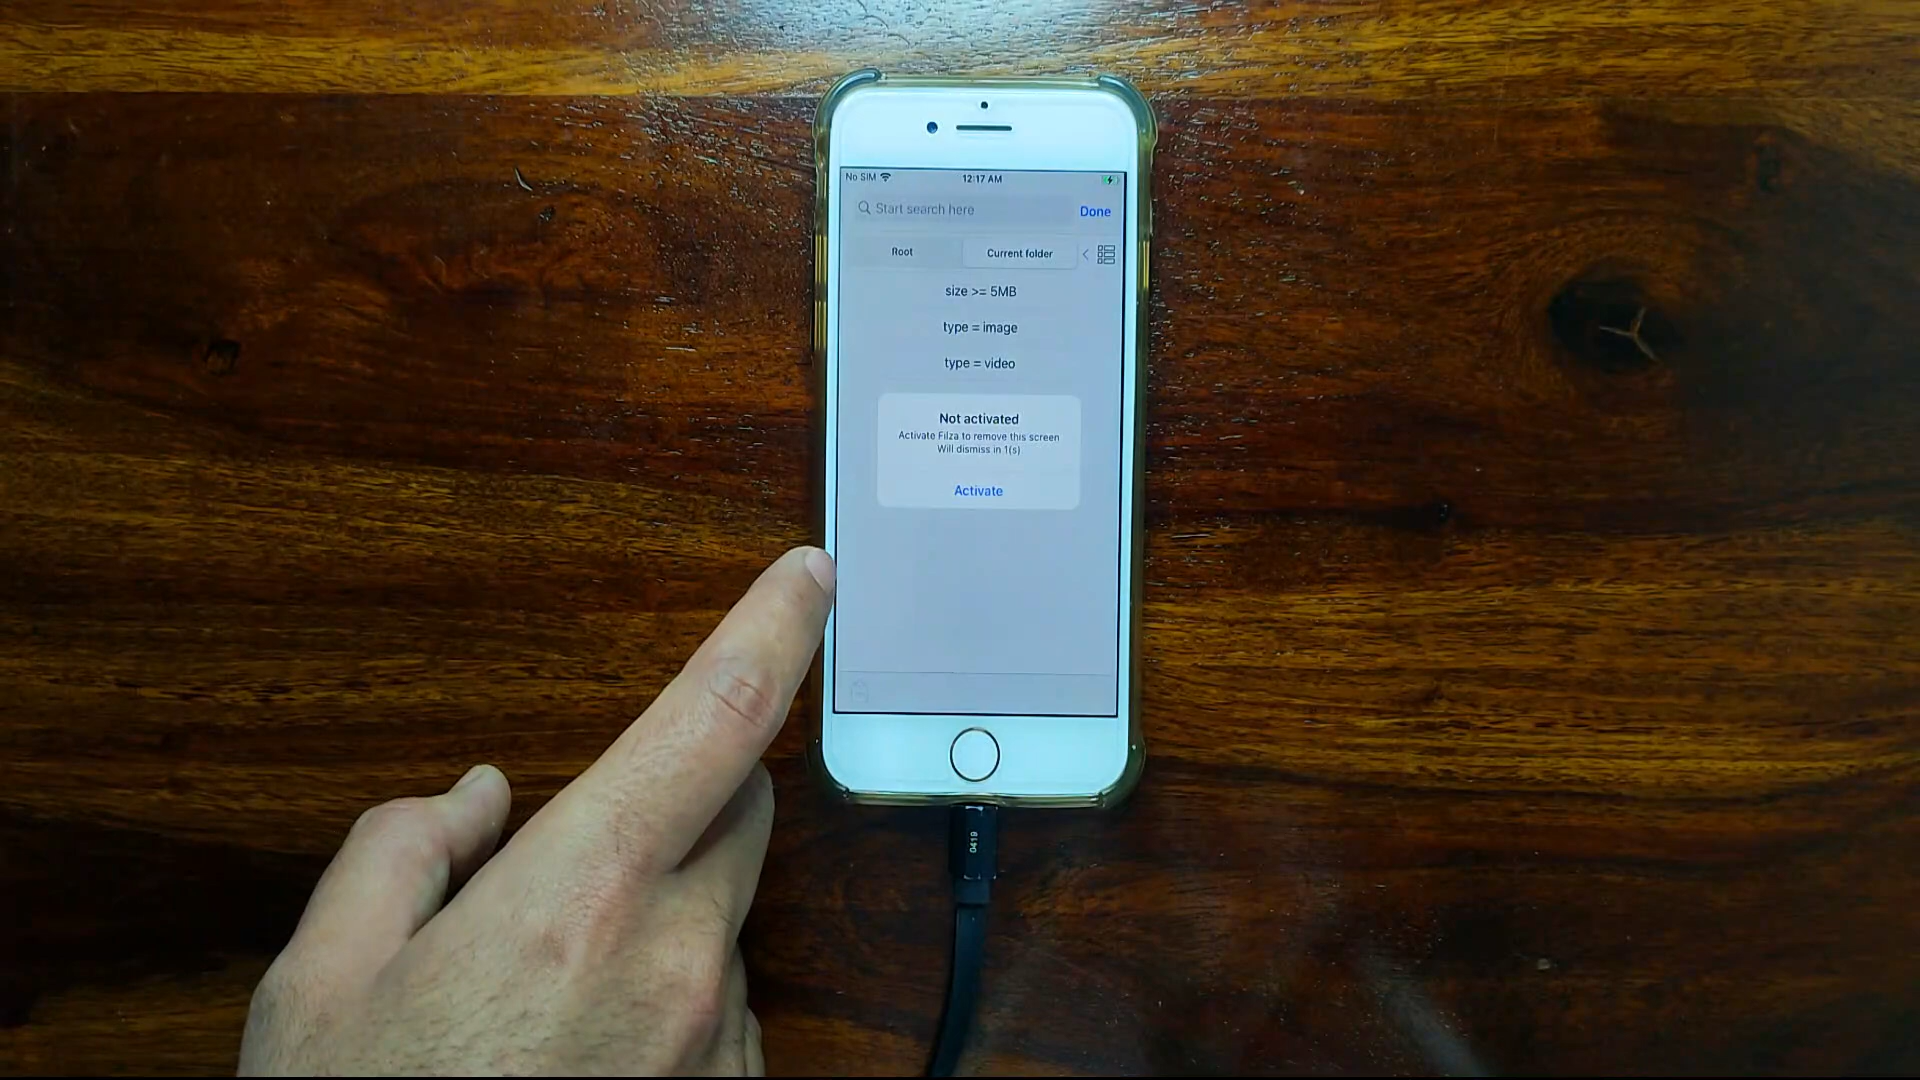 No SIM 12:17 AM
Start search here Done
Root Current folder
size >= 5MB
type = image
type = video
Not activated
Activate Filza to remove this screen
Will dismiss in 1(s)
Activate
0419